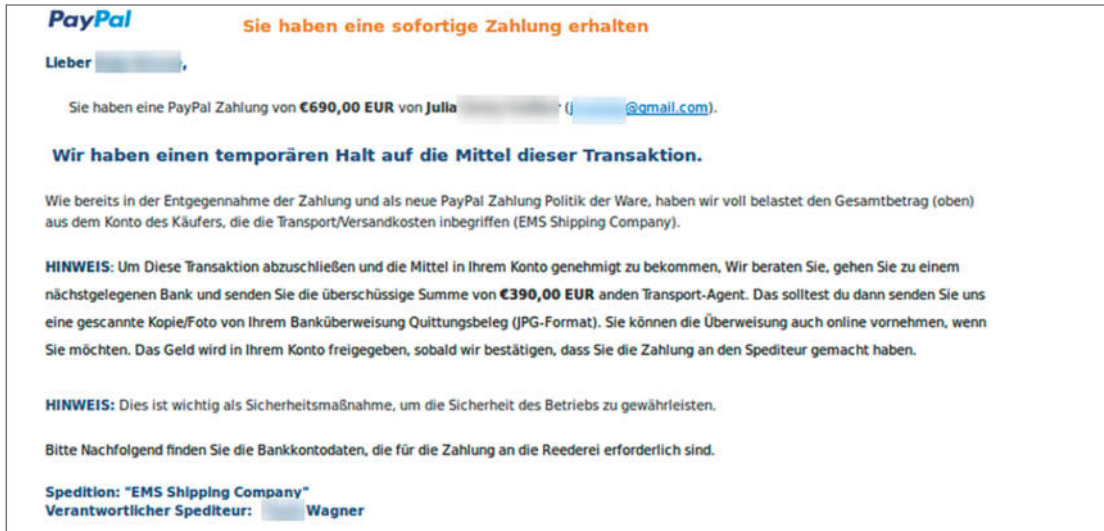 PayPal
Sie haben eine sofortige Zahlung erhalten
Lieber ,
Sie haben eine PayPal Zahlung von €690,00 EUR von Julia (j @gmail.com).
Wir haben einen temporären Halt auf die Mittel dieser Transaktion.
Wie bereits in der Entgegennahme der Zahlung und als neue PayPal Zahlung Politik der Ware, haben wir voll belastet den Gesamtbetrag (oben)
aus dem Konto des Käufers, die die Transport/Versandkosten inbegriffen (EMS Shipping Company).
HINWEIS: Um Diese Transaktion abzuschließen und die Mittel in Ihrem Konto genehmigt zu bekommen, Wir beraten Sie, gehen Sie zu einem
nächstgelegenen Bank und senden Sie die überschüssige Summe von €390,00 EUR anden Transport-Agent. Das solltest du dann senden Sie uns
eine gescannte Kopie/Foto von Ihrem Banküberweisung Quittungsbeleg (JPG-Format). Sie können die Überweisung auch online vornehmen, wenn
Sie möchten. Das Geld wird in Ihrem Konto freigegeben, sobald wir bestätigen, dass Sie die Zahlung an den Spediteur gemacht haben.
HINWEIS: Dies ist wichtig als Sicherheitsmaßnahme, um die Sicherheit des Betriebs zu gewährleisten.
Bitte Nachfolgend finden Sie die Bankkontodaten, die für die Zahlung an die Reederei erforderlich sind.
Spedition: "EMS Shipping Company"
Verantwortlicher Spediteur: Wagner